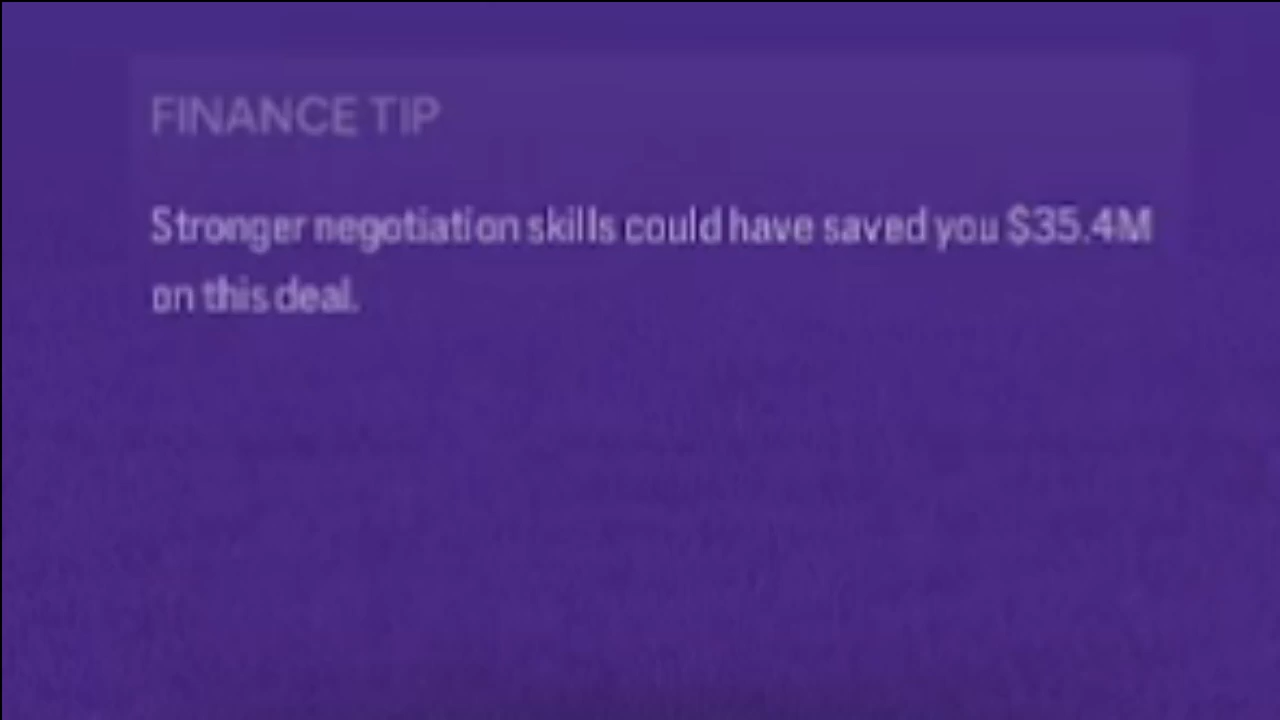 FINANCE TIP
Stronger negotiation skills could have saved you $35.4M
on this deal.